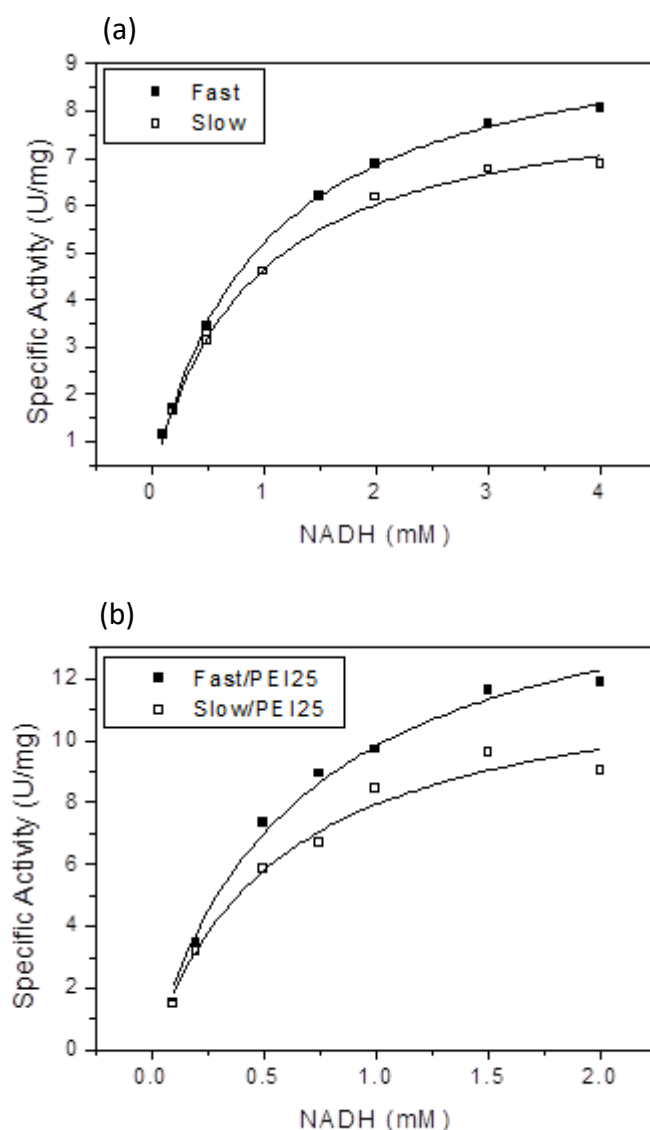 (a)
9
8
7
6
5
4
3
2
1
Fast
Slow
Specific Activity (U/mg)
0 1 2 3 4
NADH (mM)
(b)
12
10
8
6
4
2
0
Fast/PEI25
Slow/PEI25
Specific Activity (U/mg)
0.0 0.5 1.0 1.5 2.0
NADH (mM)